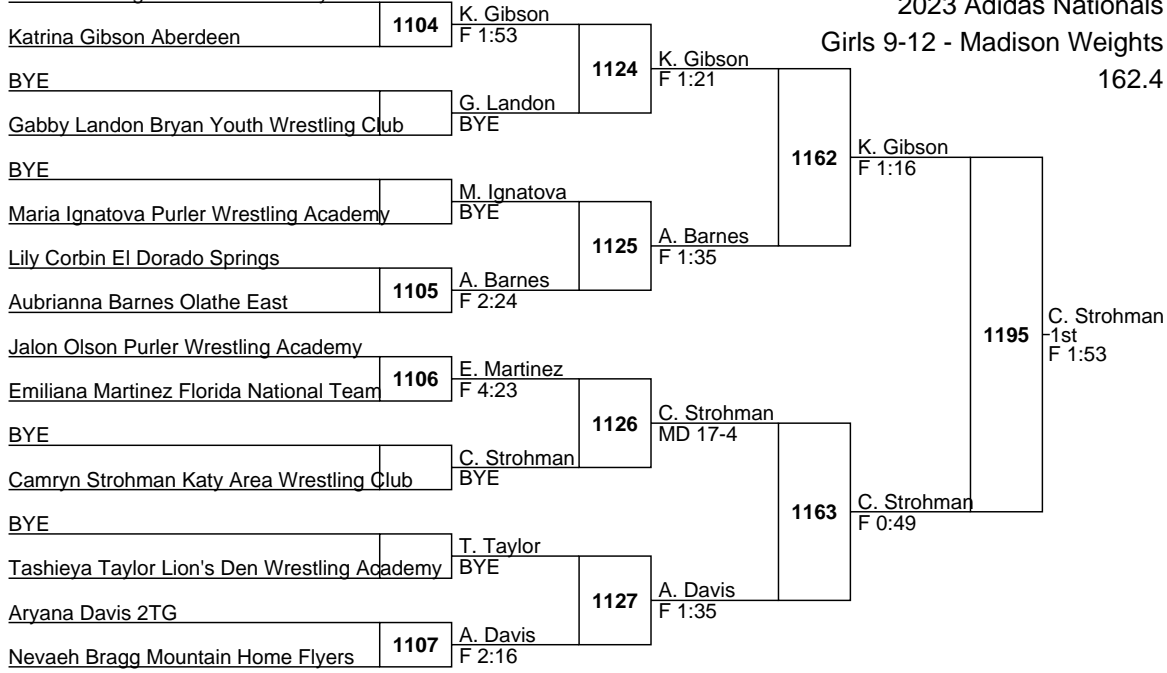 2023 Adidas Nationals
Girls 9-12 - Madison Weights
162.4
Katrina Gibson Aberdeen
BYE
Gabby Landon Bryan Youth Wrestling Club
BYE
Maria Ignatova Purler Wrestling Academy
Lily Corbin El Dorado Springs
Aubrianna Barnes Olathe East
Jalon Olson Purler Wrestling Academy
Emiliana Martinez Florida National Team
BYE
Camryn Strohman Katy Area Wrestling Club
BYE
Tashieya Taylor Lion's Den Wrestling Academy
Aryana Davis 2TG
Nevaeh Bragg Mountain Home Flyers
1104
1105
1106
1107
K. Gibson
F 1:53
G. Landon
BYE
M. Ignatova
BYE
A. Barnes
F 2:24
E. Martinez
F 4:23
C. Strohman
BYE
T. Taylor
BYE
A. Davis
F 2:16
1124
1125
1126
1127
K. Gibson
F 1:21
A. Barnes
F 1:35
C. Strohman
MD 17-4
A. Davis
F 1:35
1162
1163
K. Gibson
F 1:16
C. Strohman
F 0:49
1195
C. Strohman
1st
F 1:53